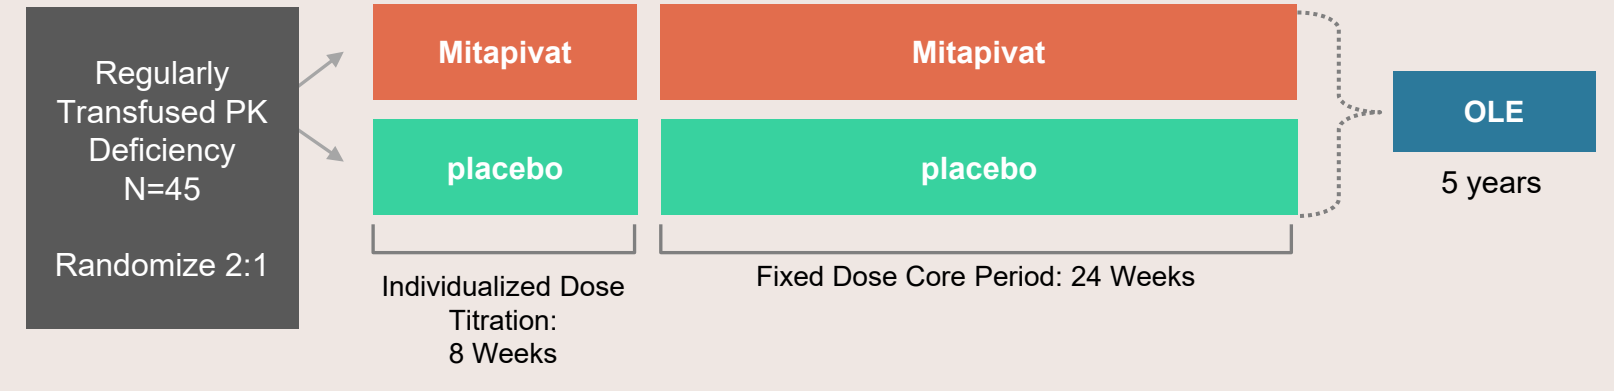 Regularly
Transfused PK
Deficiency
N=45
Randomize 2:1
Mitapivat
Mitapivat
placebo
placebo
Individualized Dose
Titration:
8 Weeks
Fixed Dose Core Period: 24 Weeks
OLE
5 years